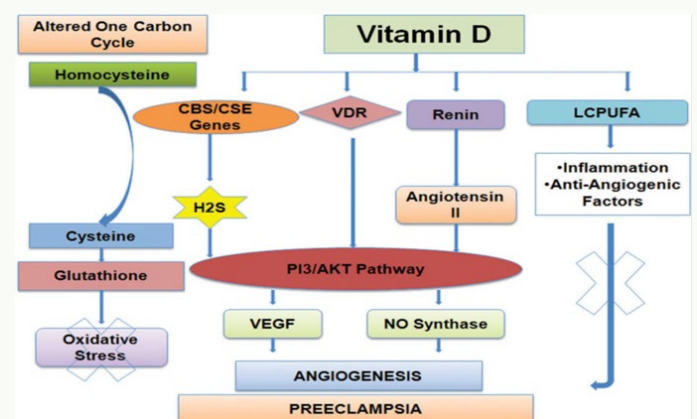 Altered One Carbon
Cycle
Vitamin D
Homocysteine
CBS/CSE
Genes
VDR
Renin
LCPUFA
•Inflammation
•Anti-Angiogenic
Factors
H2S
Angiotensin
II
Cysteine
Glutathione
PI3/AKT Pathway
Oxidative
Stress
VEGF
NO Synthase
ANGIOGENESIS
PREECLAMPSIA